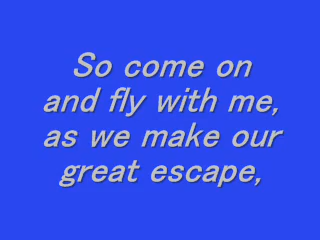 So come on
and fly with me,
as we make our
great escape,